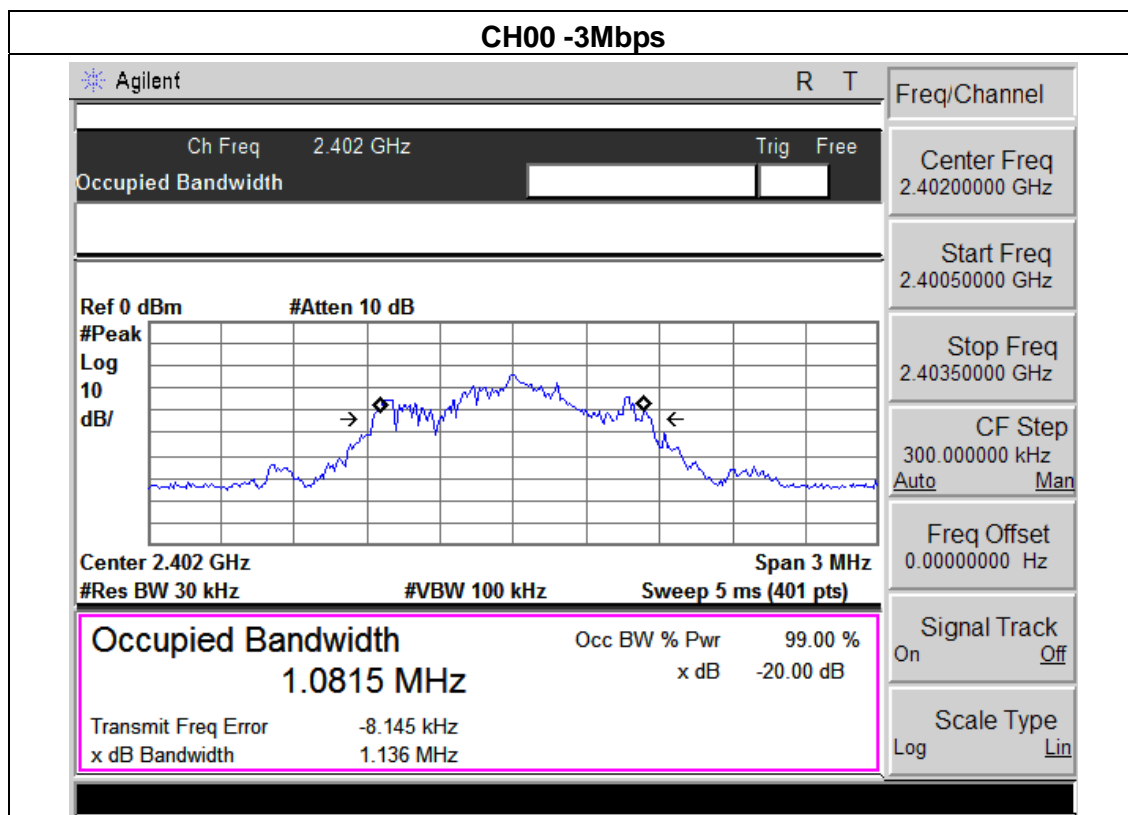 CH00 -3Mbps
Agilent R T
Ch Freq 2.402 GHz Trig Free
Occupied Bandwidth
Ref 0 dBm #Atten 10 dB
#Peak
Log
10
dB/
Center 2.402 GHz Span 3 MHz
#Res BW 30 kHz #VBW 100 kHz Sweep 5 ms (401 pts)
Occupied Bandwidth Occ BW % Pwr 99.00 %
1.0815 MHz x dB -20.00 dB
Transmit Freq Error -8.145 kHz
x dB Bandwidth 1.136 MHz
Freq/Channel
Center Freq
2.40200000 GHz
Start Freq
2.40050000 GHz
Stop Freq
2.40350000 GHz
CF Step
300.000000 kHz
Auto Man
Freq Offset
0.00000000 Hz
Signal Track
On Off
Scale Type
Log Lin